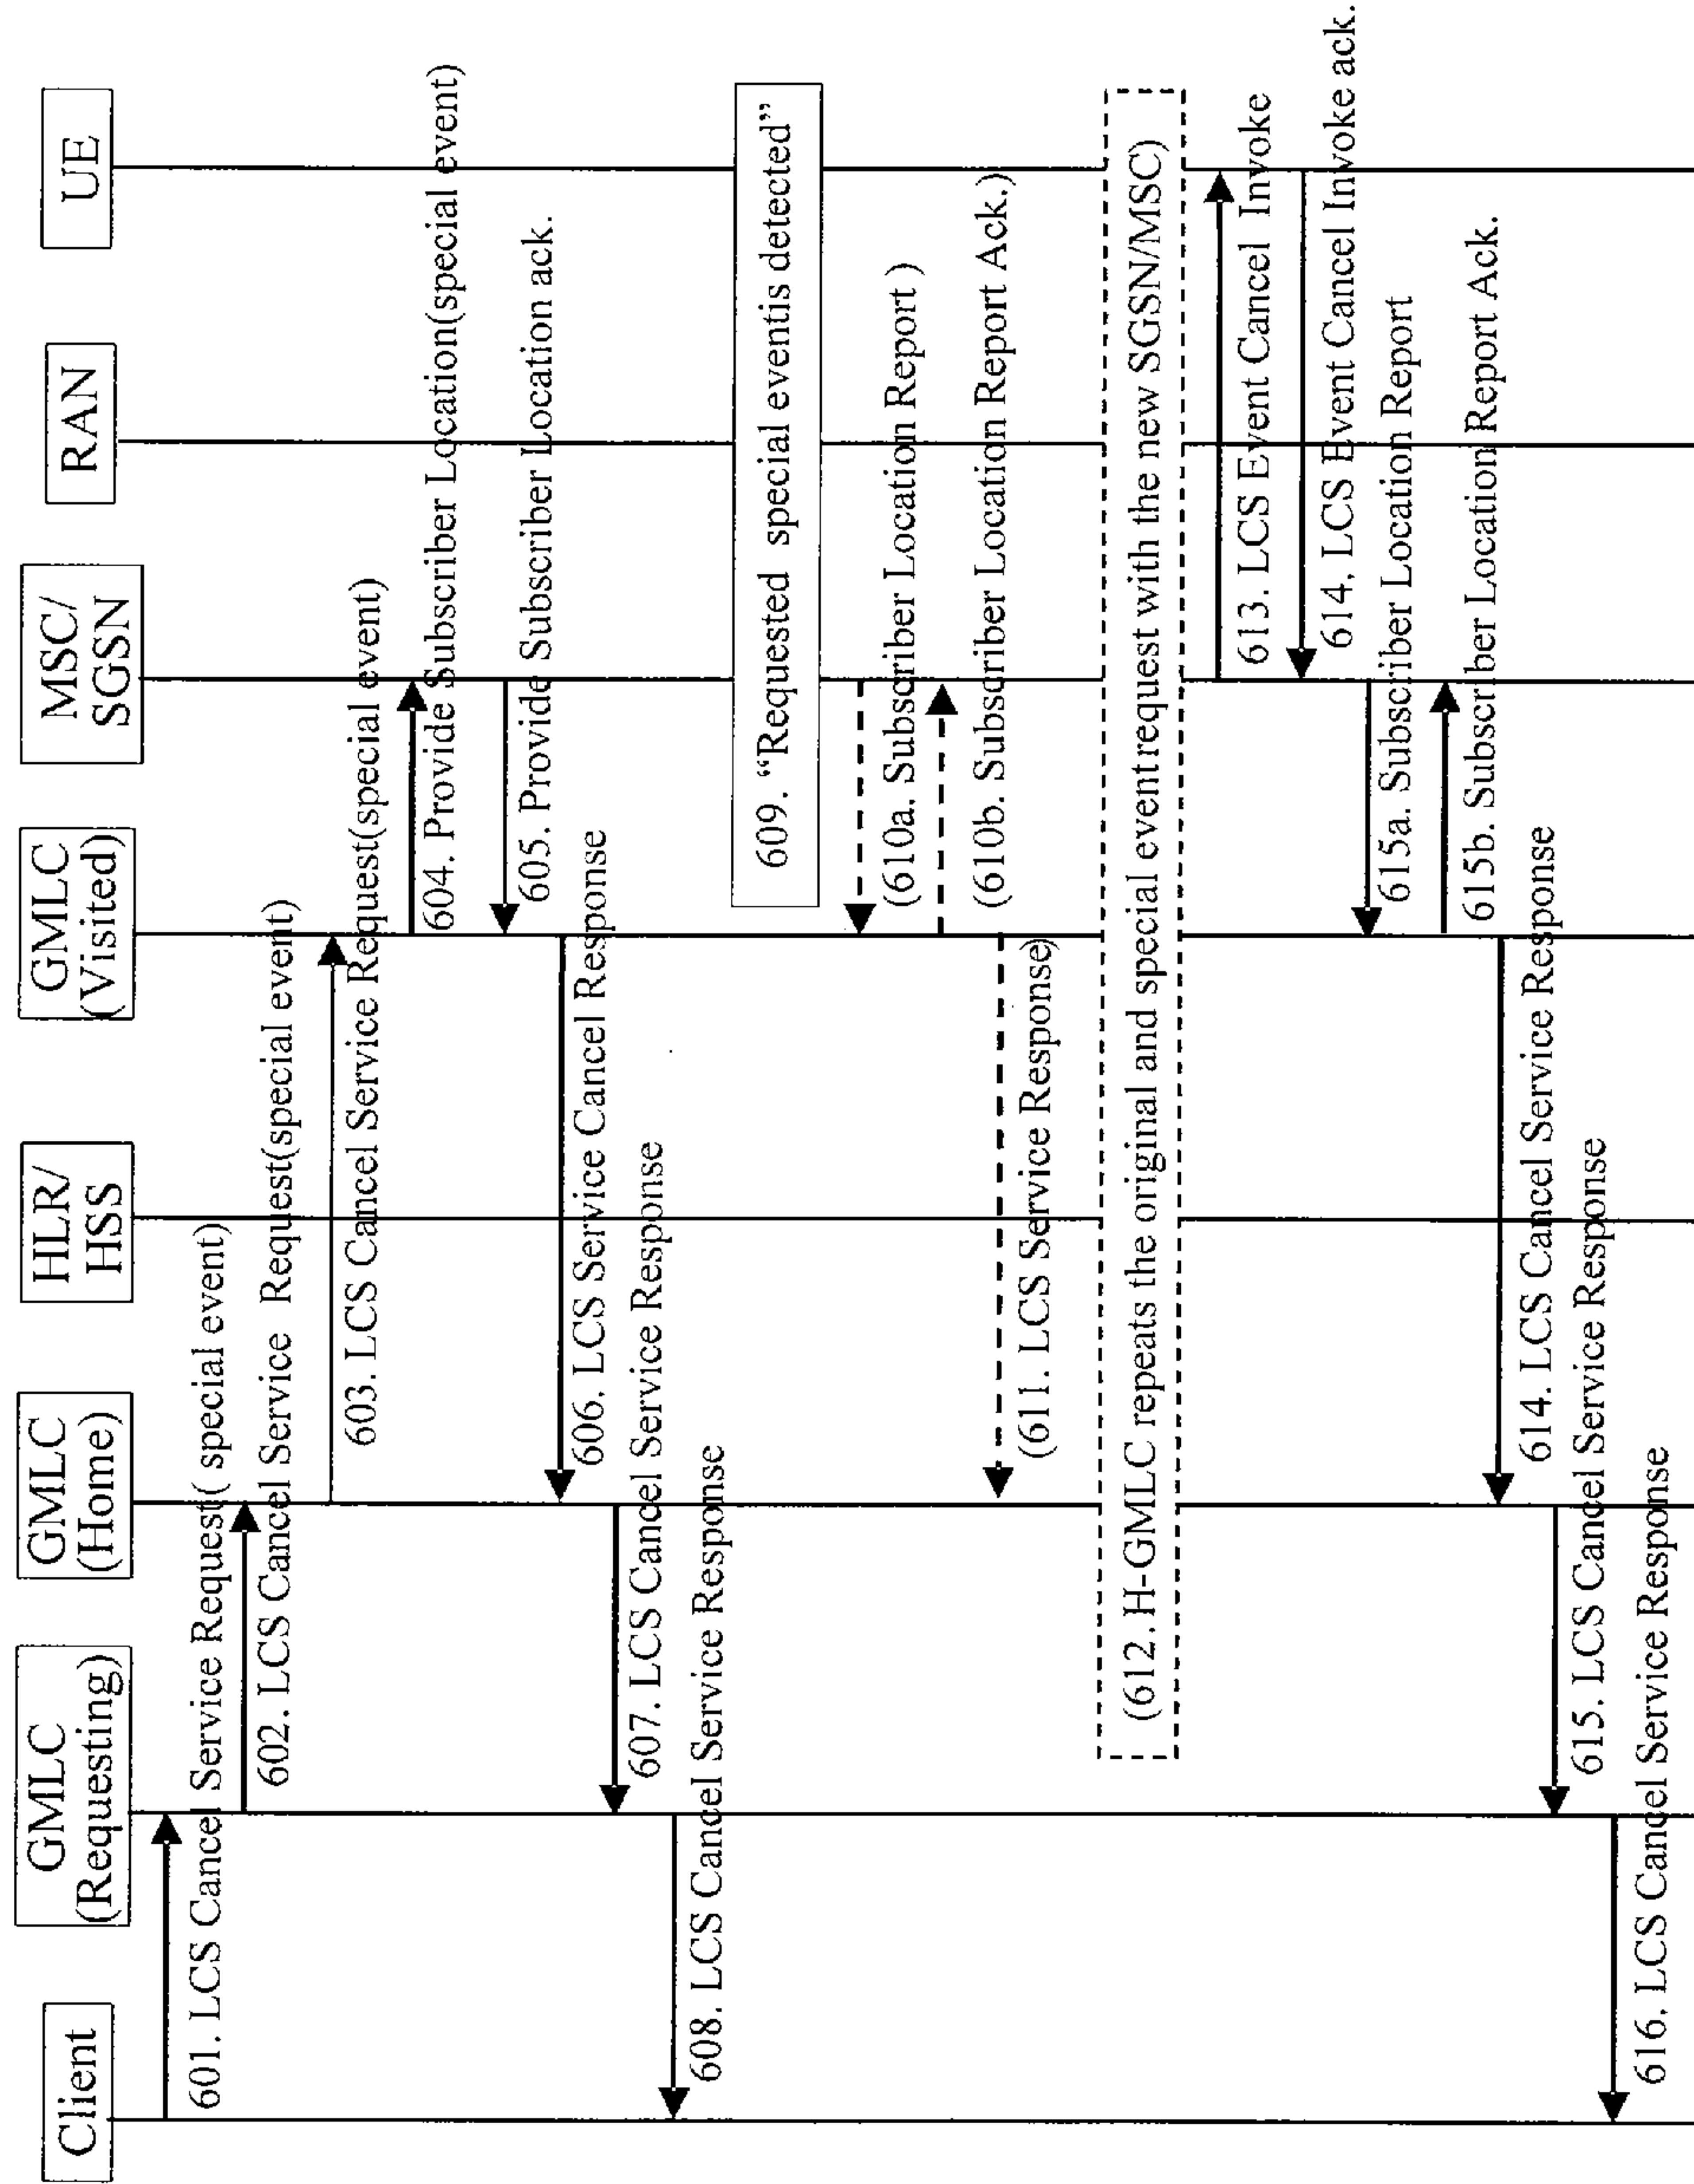 Client
GMLC
(Requesting)
GMLC
(Home)
HLR/
HSS
GMLC
(Visited)
MSC/
SGSN
RAN
UE
601. LCS Cancel Service Request( special event)
602. LCS Cancel Service Request(special event)
603. LCS Cancel Service Request(special event)
604. Provide Subscriber Location(special event)
605. Provide Subscriber Location ack.
606. LCS Service Cancel Response
607. LCS Cancel Service Response
608. LCS Cancel Service Response
609. “Requested special eventis detected”
(610a. Subscriber Location Report )
(610b. Subscriber Location Report Ack.)
(611. LCS Service Response)
(612. H-GMLC repeats the original and special eventrequest with the new SGSN/MSC)
613. LCS Event Cancel Invoke
614. LCS Event Cancel Invoke ack.
615a. Subscriber Location Report
615b. Subscriber Location Report Ack.
614. LCS Cancel Service Response
615. LCS Cancel Service Response
616. LCS Cancel Service Response